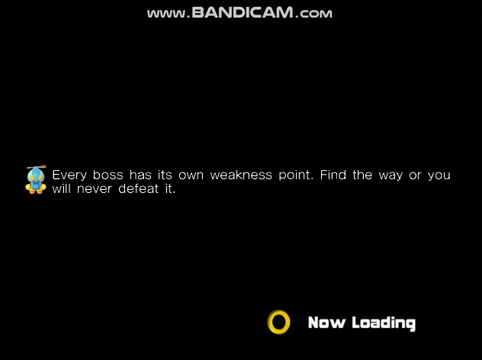 www.BANDICAM.com
Every boss has its own weakness point. Find the way or you
will never defeat it.
Now Loading